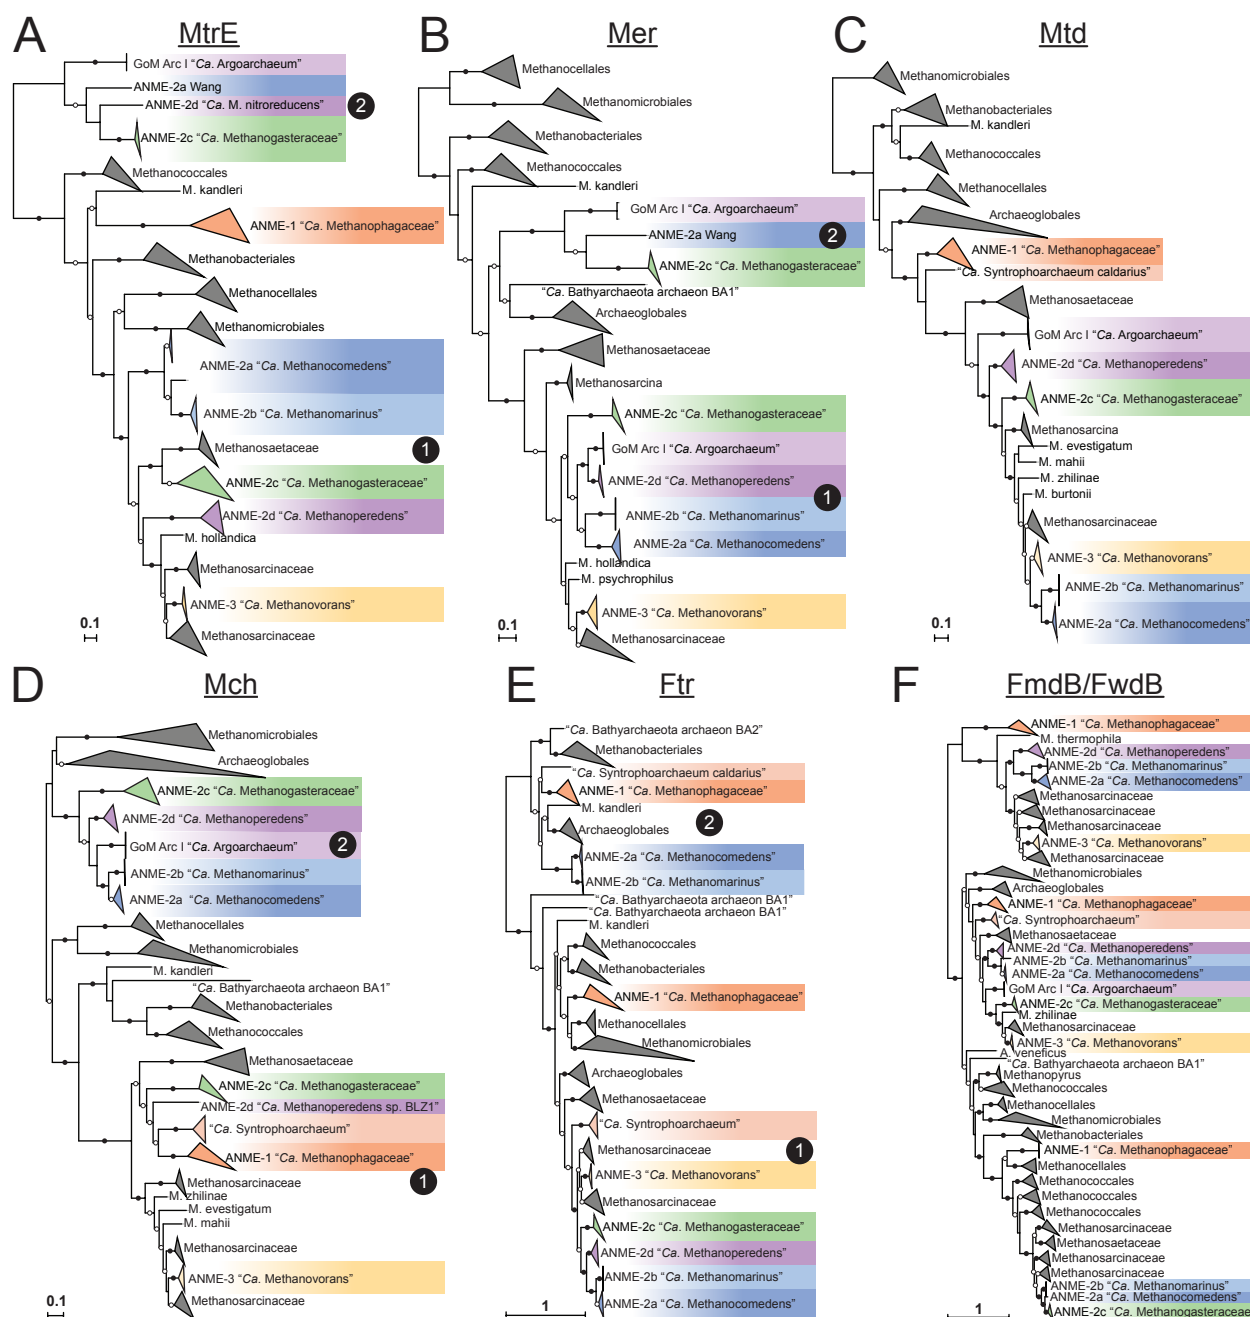 A
MtrE
GoM Arc I “Ca. Argoarchaeum”
ANME-2a Wang
ANME-2d “Ca. M. nitroreducens”
2
ANME-2c “Ca. Methanogasteraceae”
Methanococcales
M. kandleri
ANME-1 “Ca. Methanophagaceae”
Methanobacteriales
Methanocellales
Methanomicrobiales
ANME-2a “Ca. Methanocomedens”
ANME-2b “Ca. Methanomarinus”
Methanosaetaceae
1
ANME-2c “Ca. Methanogasteraceae”
ANME-2d “Ca. Methanoperedens”
M. hollandica
Methanosarcinaceae
ANME-3 “Ca. Methanovorans”
Methanosarcinaceae
0.1
B
Mer
Methanocellales
Methanomicrobiales
Methanobacteriales
Methanococcales
M. kandleri
GoM Arc I “Ca. Argoarchaeum”
ANME-2a Wang
2
ANME-2c “Ca. Methanogasteraceae”
“Ca. Bathyarchaeota archaeon BA1”
Archaeoglobales
Methanosaetaceae
Methanosarcina
ANME-2c “Ca. Methanogasteraceae”
GoM Arc I “Ca. Argoarchaeum”
ANME-2d “Ca. Methanoperedens”
1
ANME-2b “Ca. Methanomarinus”
ANME-2a “Ca. Methanocomedens”
M. hollandica
M. psychrophilus
ANME-3 “Ca. Methanovorans”
Methanosarcinaceae
0.1
C
Mtd
Methanomicrobiales
Methanobacteriales
M. kandleri
Methanococcales
Methanocellales
Archaeoglobales
ANME-1 “Ca. Methanophagaceae”
“Ca. Syntrophoarchaeum caldarius”
Methanosaetaceae
GoM Arc I “Ca. Argoarchaeum”
ANME-2d “Ca. Methanoperedens”
ANME-2c “Ca. Methanogasteraceae”
Methanosarcina
M. evestigatum
M. mahii
M. zhilinae
M. burtonii
Methanosarcinaceae
ANME-3 “Ca. Methanovorans”
ANME-2b “Ca. Methanomarinus”
ANME-2a “Ca. Methanocomedens”
0.1
D
Mch
Methanomicrobiales
Archaeoglobales
ANME-2c “Ca. Methanogasteraceae”
ANME-2d “Ca. Methanoperedens”
GoM Arc I “Ca. Argoarchaeum”
2
ANME-2b “Ca. Methanomarinus”
ANME-2a “Ca. Methanocomedens”
Methanocellales
Methanomicrobiales
M. kandleri
“Ca. Bathyarchaeota archaeon BA1”
Methanobacteriales
Methanococcales
Methanosaetaceae
ANME-2c “Ca. Methanogasteraceae”
ANME-2d “Ca. Methanoperedens sp. BLZ1”
“Ca. Syntrophoarchaeum”
ANME-1 “Ca. Methanophagaceae”
1
Methanosarcinaceae
M. zhilinae
M. evestigatum
M. mahii
Methanosarcinaceae
ANME-3 “Ca. Methanovorans”
Methanosarcinaceae
0.1
E
Ftr
“Ca. Bathyarchaeota archaeon BA2”
Methanobacteriales
“Ca. Syntrophoarchaeum caldarius”
ANME-1 “Ca. Methanophagaceae”
M. kandleri
2
Archaeoglobales
ANME-2a “Ca. Methanocomedens”
ANME-2b “Ca. Methanomarinus”
“Ca. Bathyarchaeota archaeon BA1”
“Ca. Bathyarchaeota archaeon BA1”
M. kandleri
Methanococcales
Methanobacteriales
ANME-1 “Ca. Methanophagaceae”
Methanocellales
Methanomicrobiales
Archaeoglobales
Methanosaetaceae
“Ca. Syntrophoarchaeum”
Methanosarcinaceae
1
ANME-3 “Ca. Methanovorans”
Methanosarcinaceae
ANME-2c “Ca. Methanogasteraceae”
ANME-2d “Ca. Methanoperedens”
ANME-2b “Ca. Methanomarinus”
ANME-2a “Ca. Methanocomedens”
1
F
FmdB/FwdB
ANME-1 “Ca. Methanophagaceae”
M. thermophila
ANME-2d “Ca. Methanoperedens”
ANME-2b “Ca. Methanomarinus”
ANME-2a “Ca. Methanocomedens”
Methanosarcinaceae
Methanosarcinaceae
Methanosarcinaceae
ANME-3 “Ca. Methanovorans”
Methanosarcinaceae
Methanomicrobiales
Archaeoglobales
ANME-1 “Ca. Methanophagaceae”
“Ca. Syntrophoarchaeum”
Methanosaetaceae
ANME-2d “Ca. Methanoperedens”
ANME-2b “Ca. Methanomarinus”
ANME-2a “Ca. Methanocomedens”
GoM Arc I “Ca. Argoarchaeum”
ANME-2c “Ca. Methanogasteraceae”
M. zhilinae
Methanosarcinaceae
ANME-3 “Ca. Methanovorans”
A. veneficus
“Ca. Bathyarchaeota archaeon BA1”
Methanopyrus
Methanococcales
Methanocellales
Methanomicrobiales
Methanobacteriales
ANME-1 “Ca. Methanophagaceae”
Methanocellales
Methanococcales
Methanococcales
Methanococcales
Methanosarcinaceae
Methanosaetaceae
Methanosarcinaceae
Methanosarcinaceae
ANME-2b “Ca. Methanomarinus”
ANME-2a “Ca. Methanocomedens”
ANME-2c “Ca. Methanogasteraceae”
1